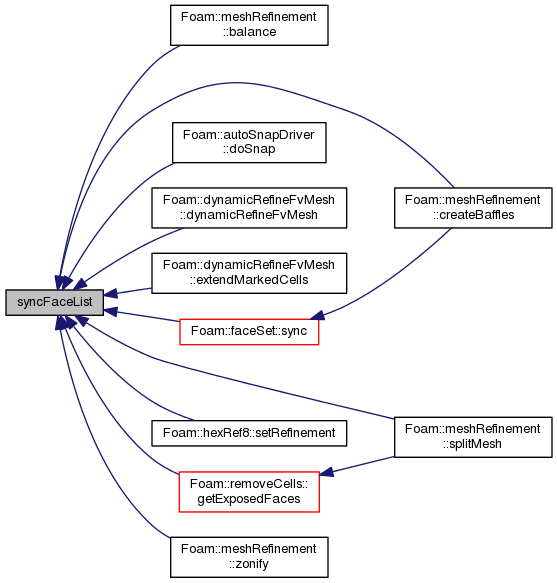 Foam::meshRefinement
::balance
Foam::autoSnapDriver
::doSnap
Foam::dynamicRefineFvMesh
::dynamicRefineFvMesh
Foam::meshRefinement
::createBaffles
Foam::dynamicRefineFvMesh
::extendMarkedCells
syncFaceList
Foam::faceSet::sync
Foam::hexRef8::setRefinement
Foam::meshRefinement
::splitMesh
Foam::removeCells::
getExposedFaces
Foam::meshRefinement
::zonify